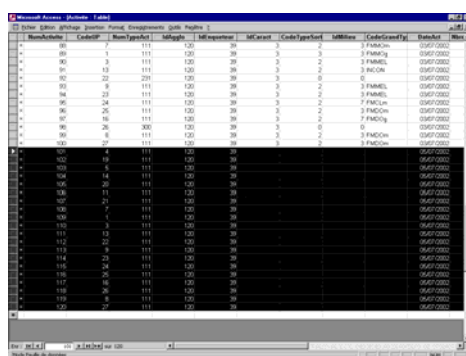 Microsoft Access - [Activite : Table]
Fichier Edition Affichage Insertion Format Enregistrements Outils Fenêtre ?
NumActivite CodeUP NumTypeAct IdAgglo IdEnqueteur IdCaract CodeTypeSort IdMilieu CodeGrandTy DateAct
88 7 111 120 39 3 2 3 FMMOm 03/07/2002
89 1 111 120 39 3 2 3 FMMOg 03/07/2002
90 3 111 120 39 3 2 3 FMMEL 03/07/2002
91 13 111 120 39 3 2 3 INCON 03/07/2002
92 22 231 120 39 3 0 0 03/07/2002
93 9 111 120 39 3 2 3 FMMEL 03/07/2002
94 23 111 120 39 3 2 3 FMMEL 03/07/2002
95 24 111 120 39 3 2 7 FMCLm 03/07/2002
96 25 111 120 39 3 2 3 FMDOm 03/07/2002
97 16 111 120 39 3 2 7 FMDOg 03/07/2002
98 26 300 120 39 3 0 0 03/07/2002
99 8 111 120 39 3 2 3 FMDOm 03/07/2002
100 27 111 120 39 3 2 3 FMDOm 03/07/2002
101 4 111 120 39 05/07/2002
102 19 111 120 39 05/07/2002
103 5 111 120 39 05/07/2002
104 14 111 120 39 05/07/2002
105 20 111 120 39 05/07/2002
106 11 111 120 39 05/07/2002
107 21 111 120 39 05/07/2002
108 7 111 120 39 05/07/2002
109 1 111 120 39 05/07/2002
110 3 111 120 39 05/07/2002
111 13 111 120 39 05/07/2002
112 22 111 120 39 05/07/2002
113 9 111 120 39 05/07/2002
114 23 111 120 39 05/07/2002
115 24 111 120 39 05/07/2002
116 25 111 120 39 05/07/2002
117 16 111 120 39 05/07/2002
118 26 111 120 39 05/07/2002
119 8 111 120 39 05/07/2002
120 27 111 120 39 05/07/2002
Enr : 101 sur 120
Mode Feuille de données NUM